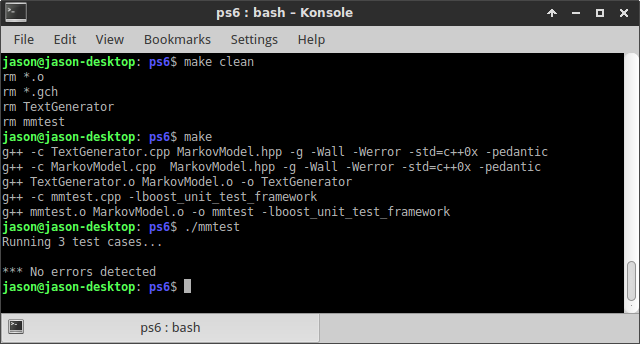 ps6 : bash – Konsole
File Edit View Bookmarks Settings Help
jason@jason-desktop: ps6$ make clean
rm *.o
rm *.gch
rm TextGenerator
rm mmtest
jason@jason-desktop: ps6$ make
g++ -c TextGenerator.cpp MarkovModel.hpp -g -Wall -Werror -std=c++0x -pedantic
g++ -c MarkovModel.cpp  MarkovModel.hpp -g -Wall -Werror -std=c++0x -pedantic
g++ TextGenerator.o MarkovModel.o -o TextGenerator
g++ -c mmtest.cpp -lboost_unit_test_framework
g++ mmtest.o MarkovModel.o -o mmtest -lboost_unit_test_framework
jason@jason-desktop: ps6$ ./mmtest
Running 3 test cases...
*** No errors detected
jason@jason-desktop: ps6$
ps6 : bash